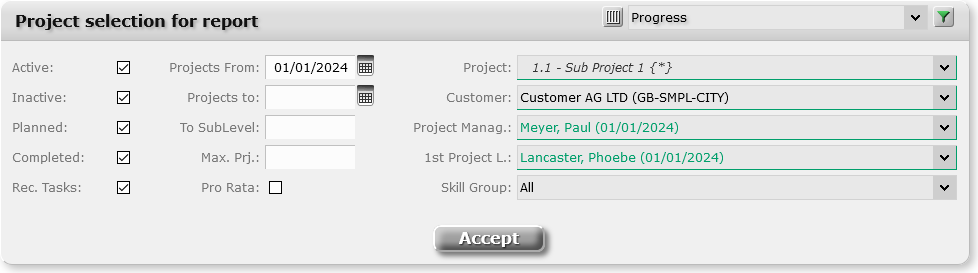 Project selection for report Progress
Active: Projects From: 01/01/2024 Project: 1.1 - Sub Project 1 {*}
Inactive: Projects to: Customer: Customer AG LTD (GB-SMPL-CITY)
Planned: To SubLevel: Project Manag.: Meyer, Paul (01/01/2024)
Completed: Max. Prj.: 1st Project L.: Lancaster, Phoebe (01/01/2024)
Rec. Tasks: Pro Rata: Skill Group: All
Accept